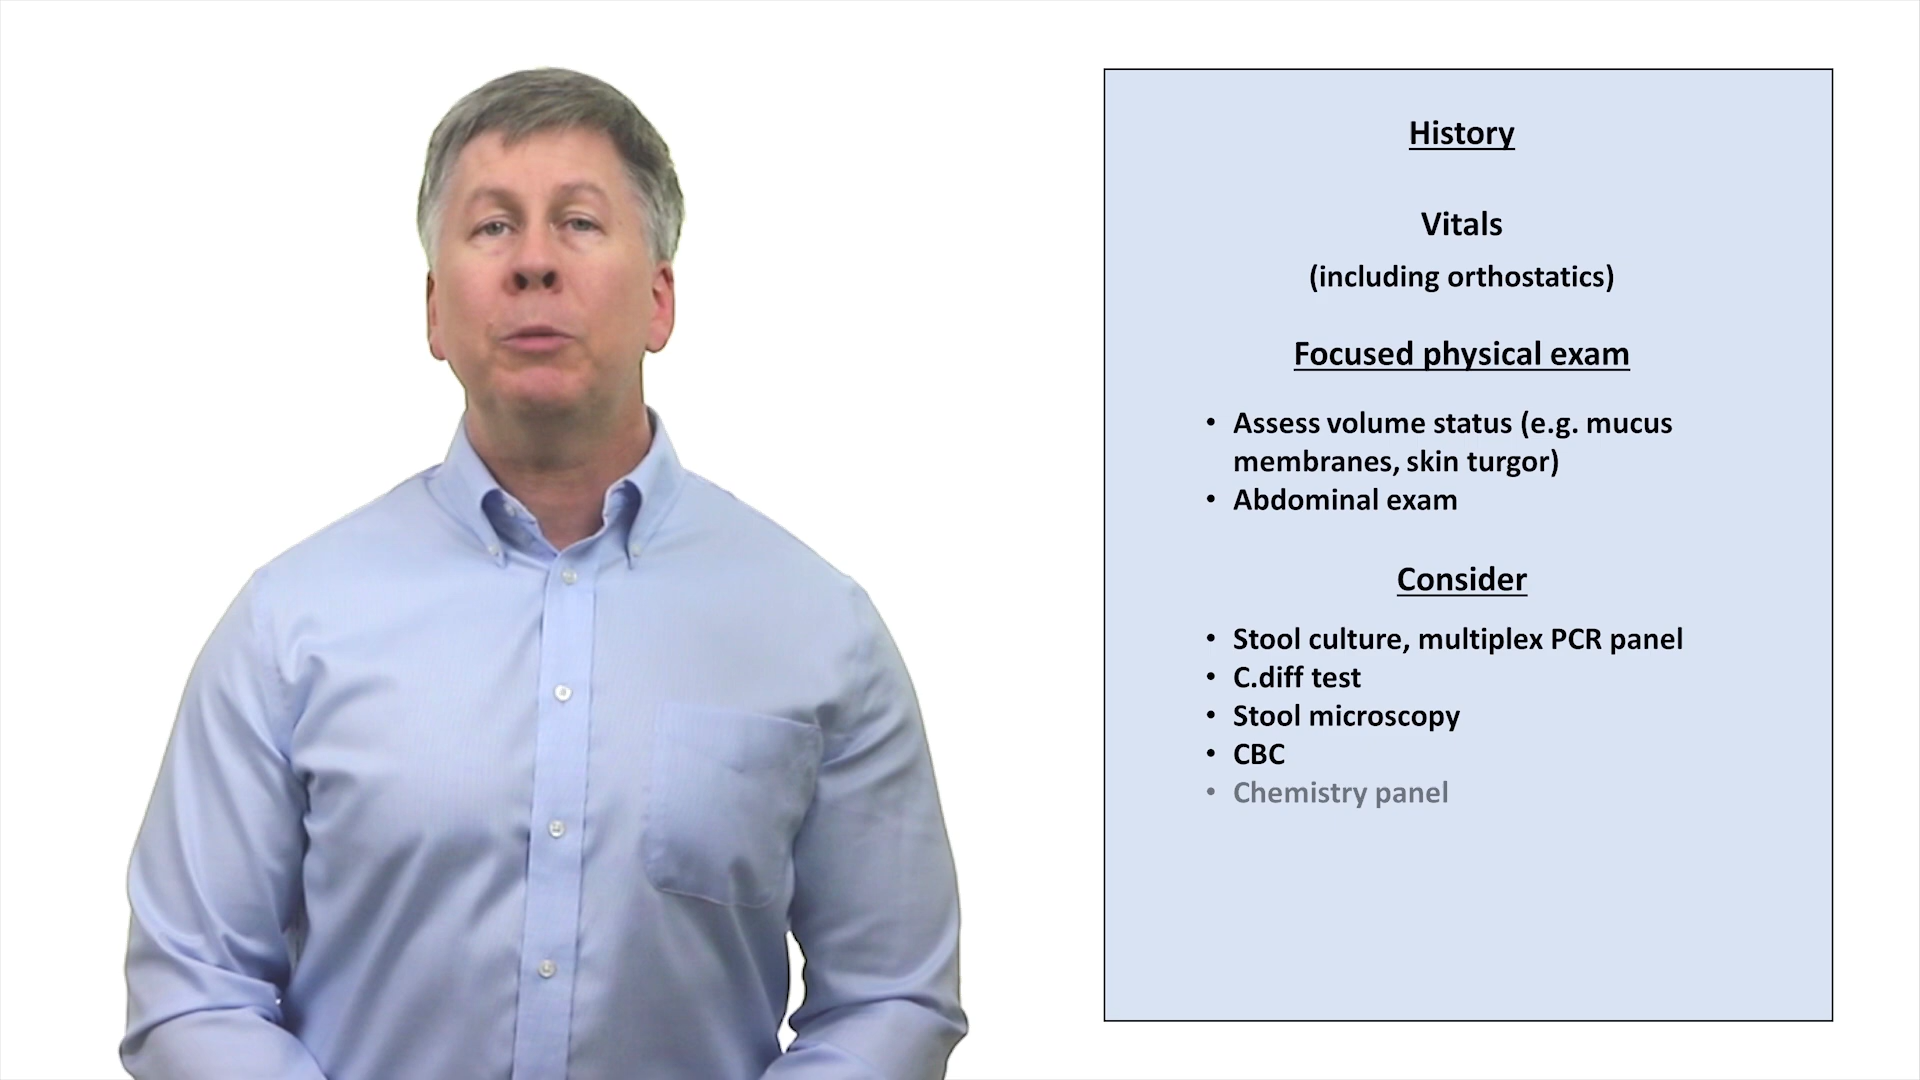 History
Vitals
(including orthostatics)
Focused physical exam
• Assess volume status (e.g. mucus
membranes, skin turgor)
• Abdominal exam
Consider
• Stool culture, multiplex PCR panel
• C.diff test
• Stool microscopy
• CBC
• Chemistry panel